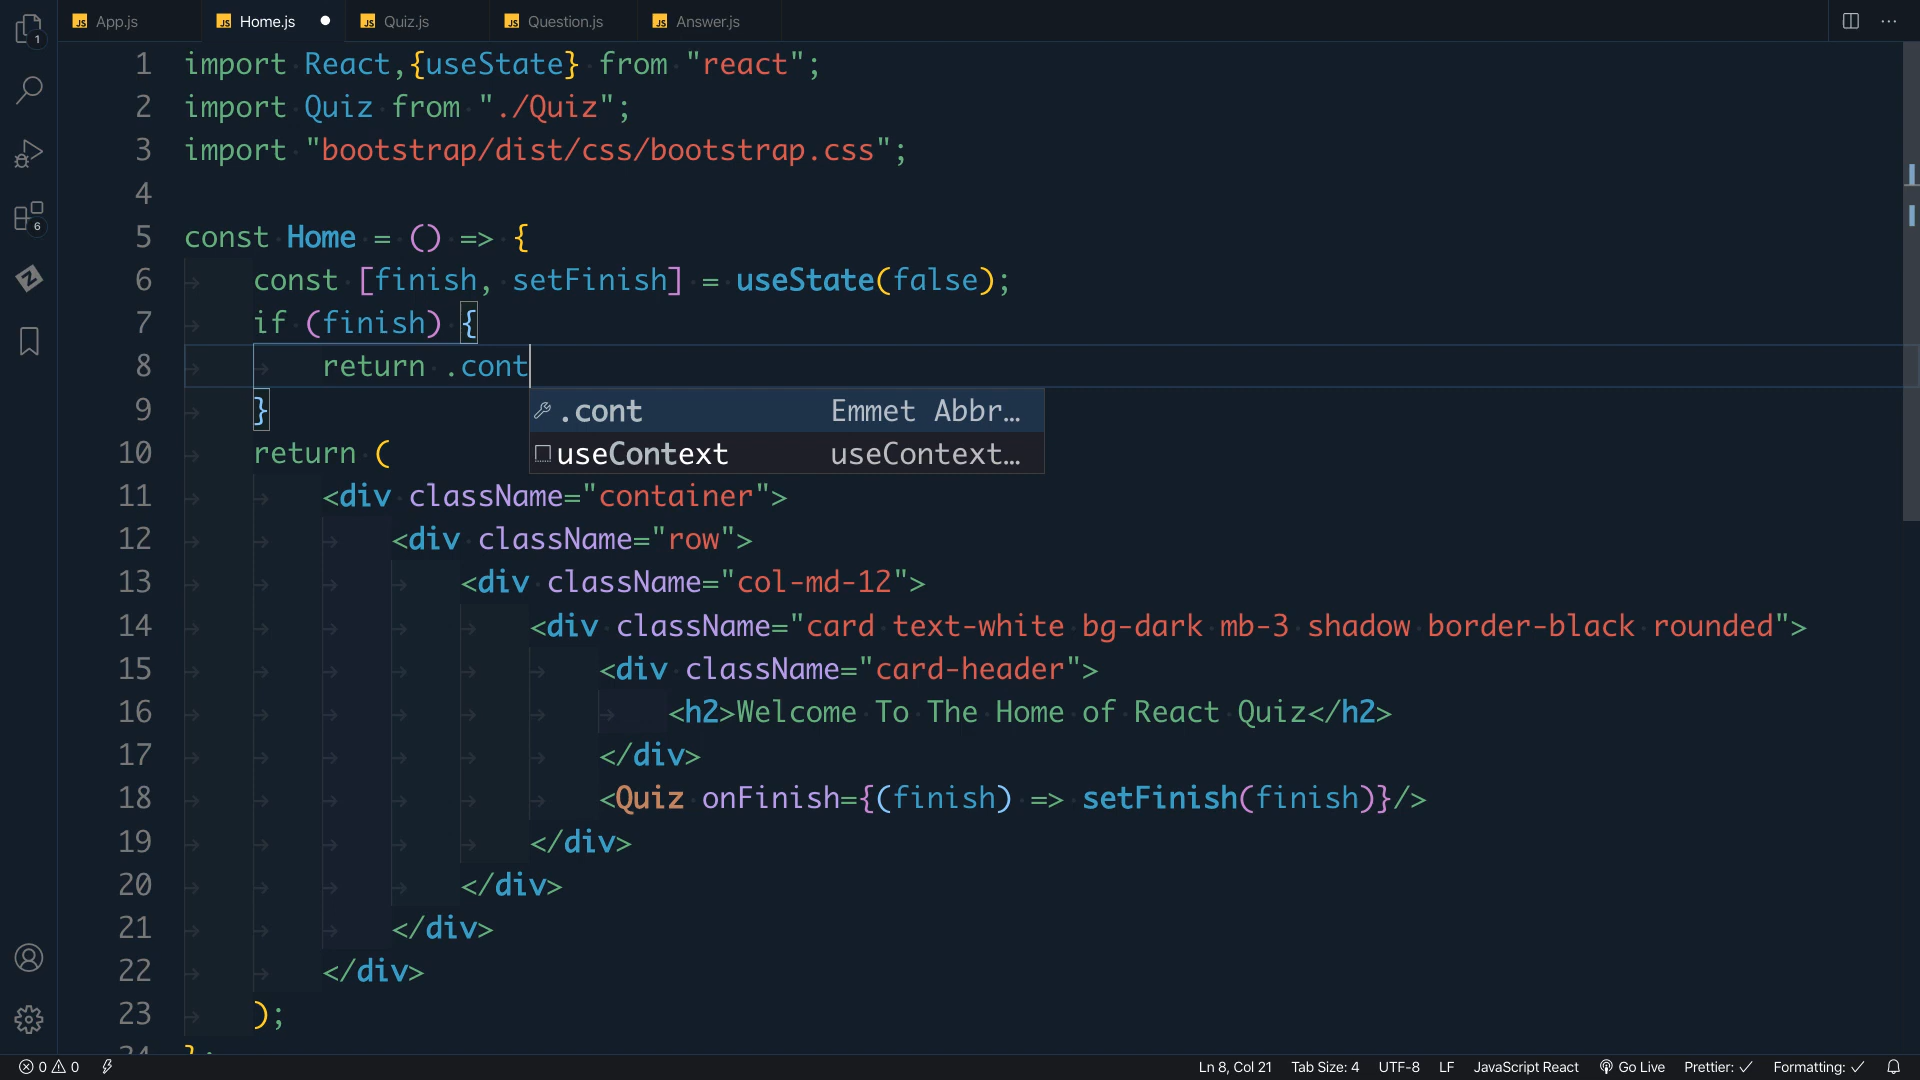 App.js
Home.js
Quiz.js
Question.js
Answer.js
1 import React,{useState} from "react";
2 import Quiz from "./Quiz";
3 import "bootstrap/dist/css/bootstrap.css";
4
5 const Home = () => {
6 const [finish, setFinish] = useState(false);
7 if (finish) {
8 return .cont
9 }
.cont Emmet Abbr…
10 return (
useContext useContext…
11 <div className="container">
12 <div className="row">
13 <div className="col-md-12">
14 <div className="card text-white bg-dark mb-3 shadow border-black rounded">
15 <div className="card-header">
16 <h2>Welcome To The Home of React Quiz</h2>
17 </div>
18 <Quiz onFinish={(finish) => setFinish(finish)}/>
19 </div>
20 </div>
21 </div>
22 </div>
23 );
24 };
1
6
0 0 Ln 8, Col 21 Tab Size: 4 UTF-8 LF JavaScript React Go Live Prettier: ✓ Formatting: ✓